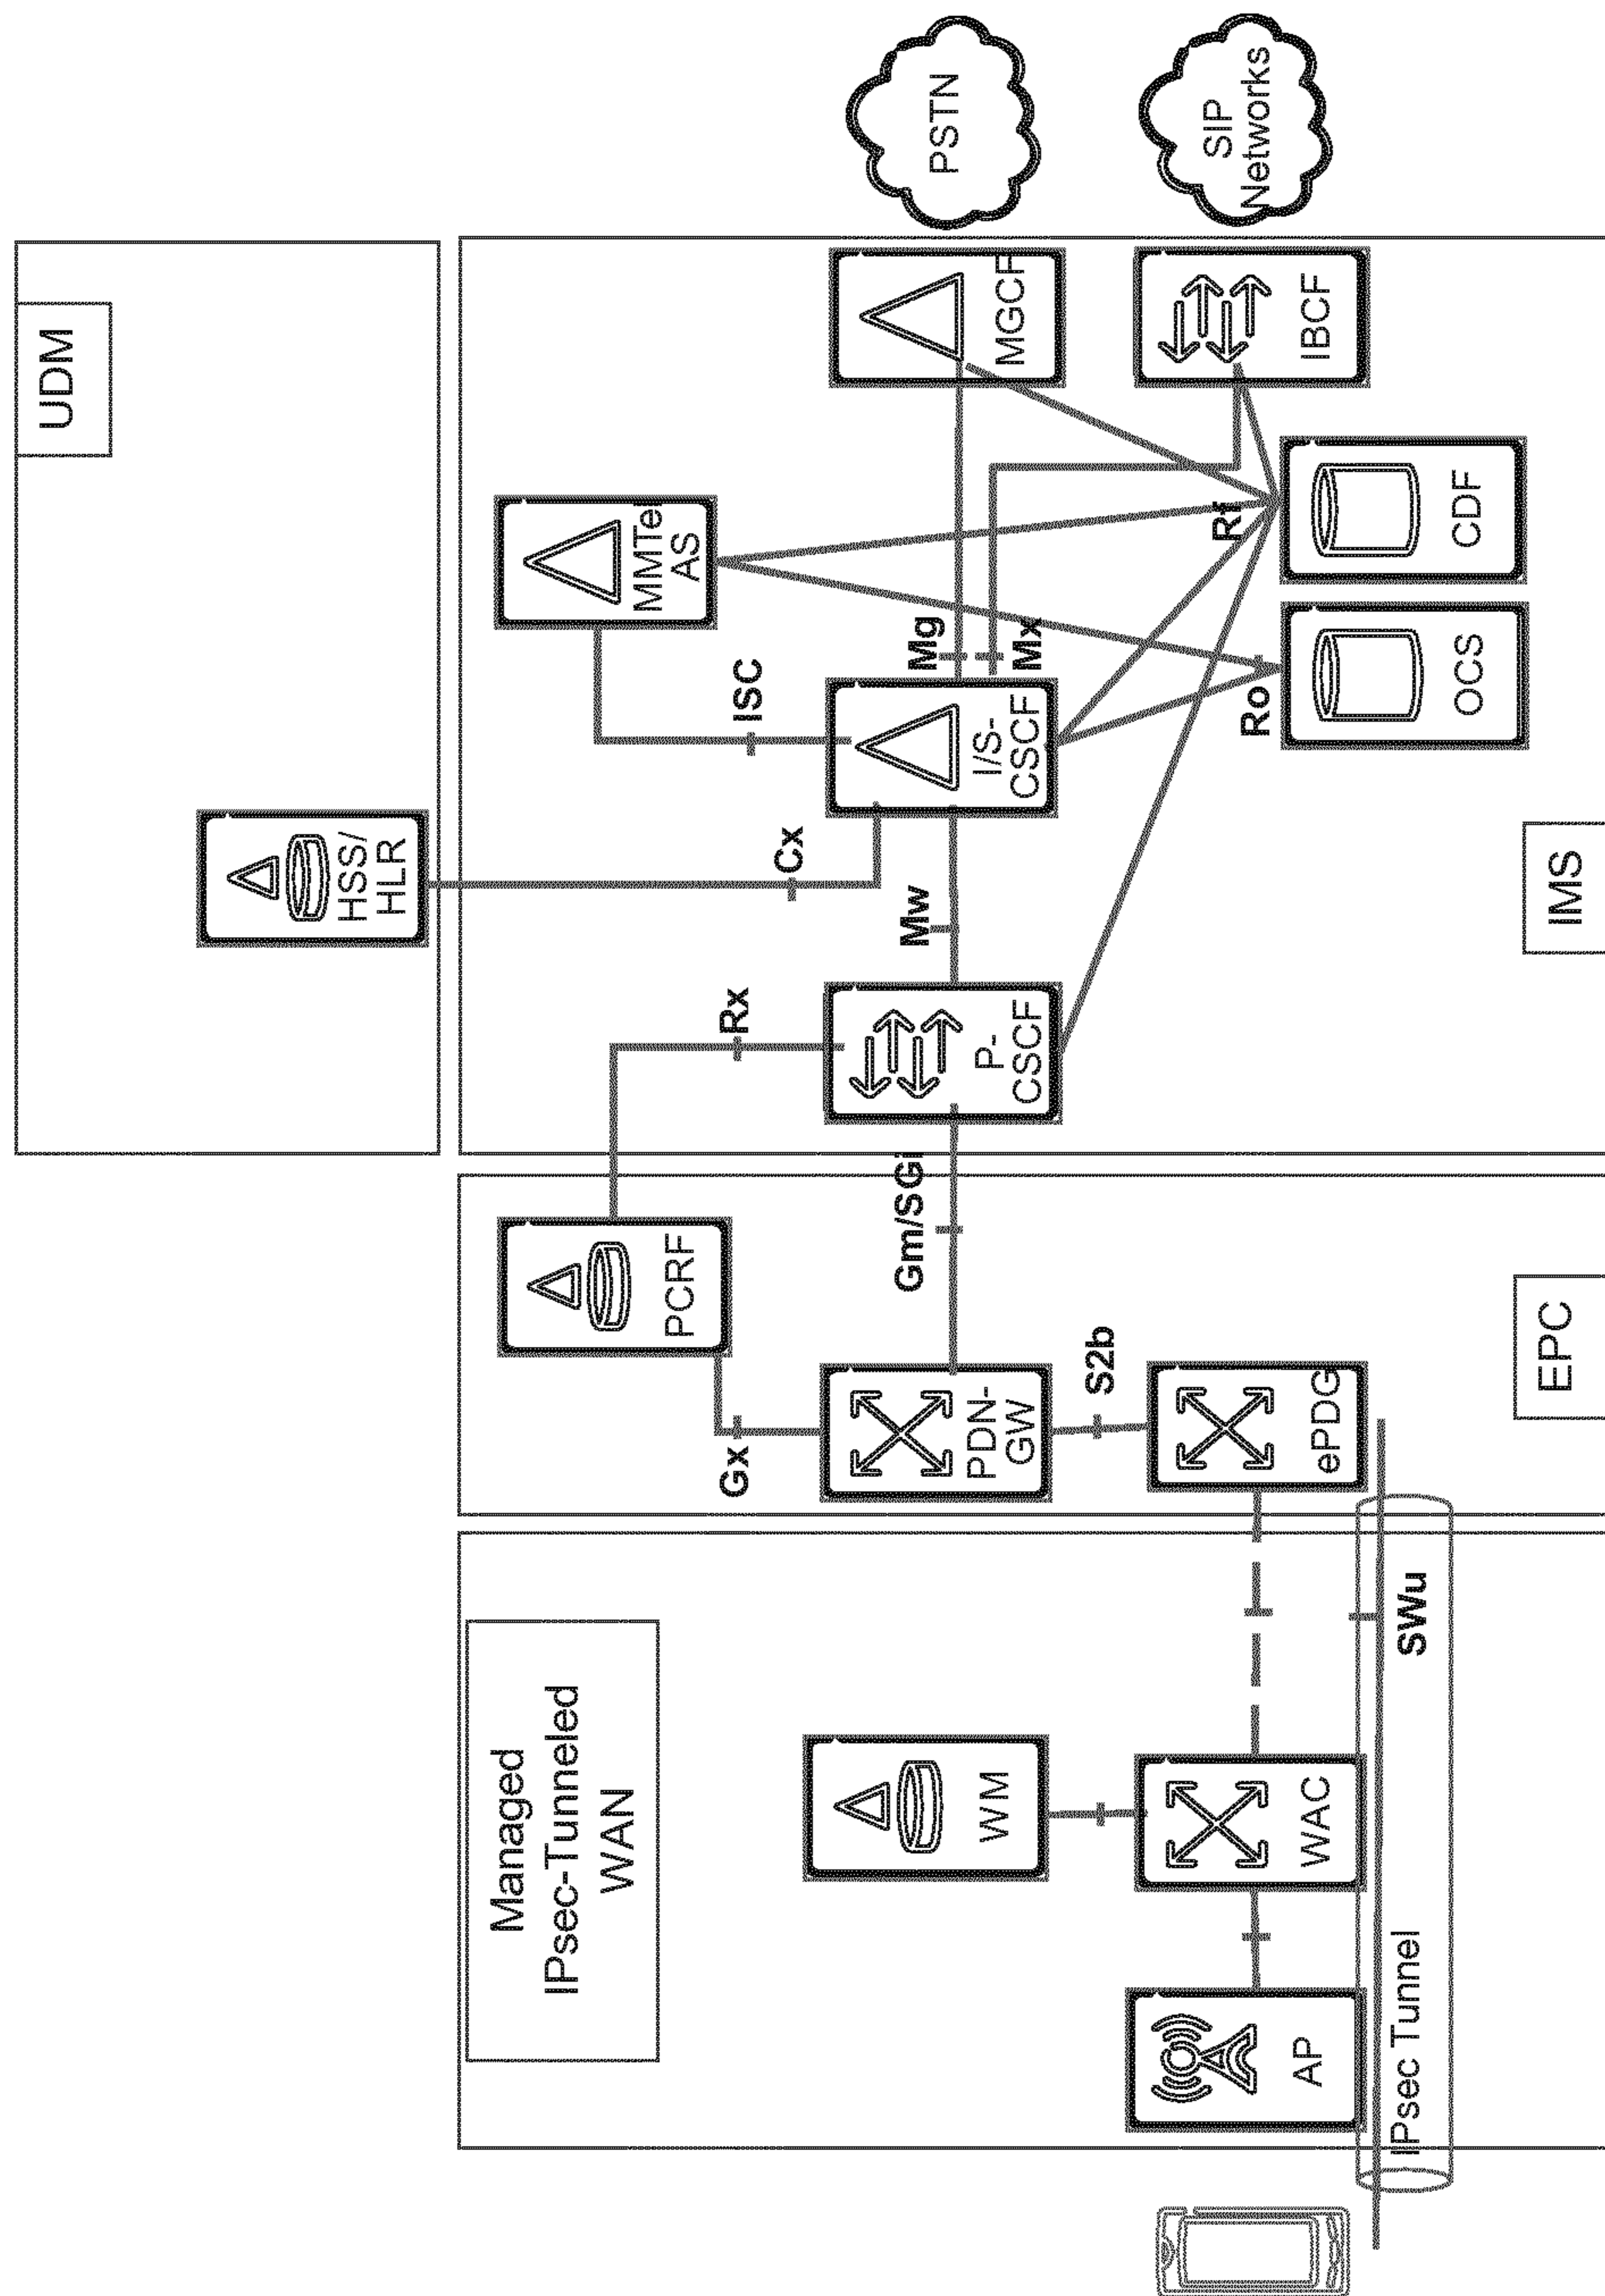 UDM
HSS/
HLR
Managed
IPsec-Tunneled
WAN
PCRF
MMTel
AS
Gx
Rx
Cx
ISC
WM
PDN-
GW
Gm/SGi
P-
CSCF
Mw
I/S-
CSCF
Mg
Mx
MGCF
PSTN
AP
WAC
S2b
ePDG
Ro
Rf
IBCF
SIP
Networks
OCS
CDF
IPsec Tunnel
SWu
EPC
IMS